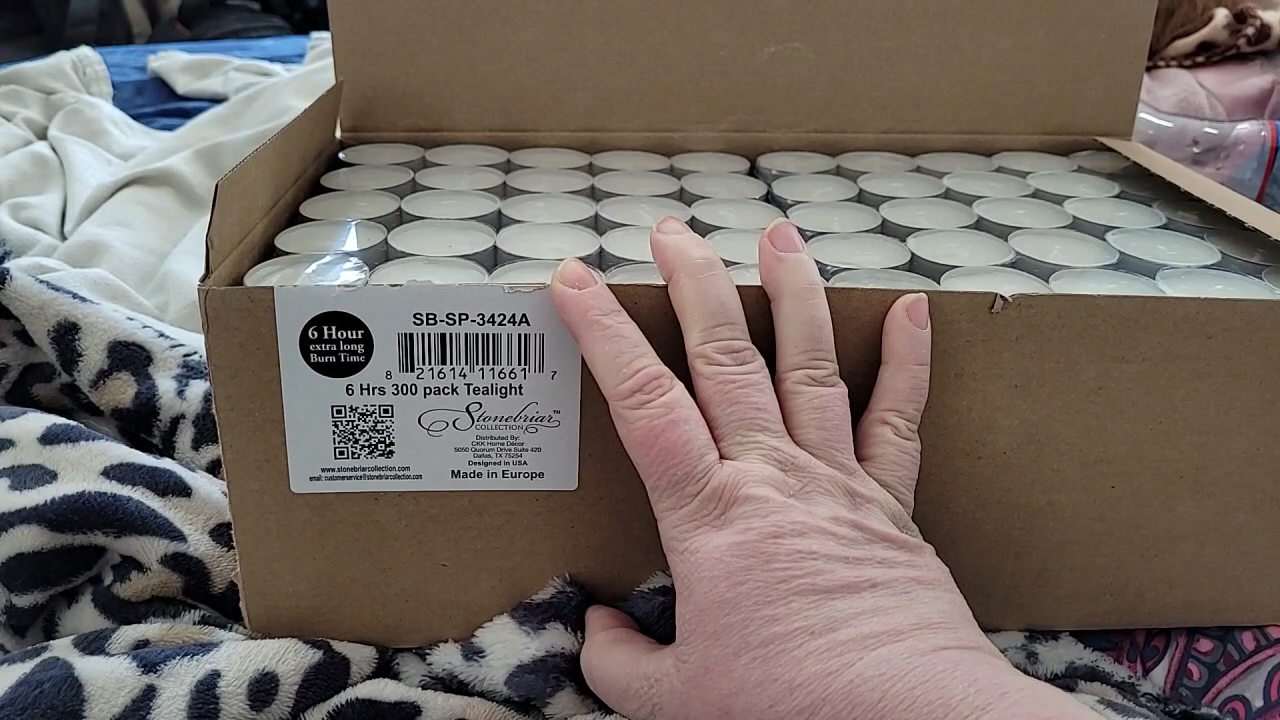 SB-SP-3424A
6 Hour
extra long
Burn Time
8 21614 11661 7
6 Hrs 300 pack Tealight
Stonebriar™
COLLECTION
Distributed By:
CKK Home Décor
5050 Quorum Drive Suite 420
Dallas, TX 75254
Designed in USA
Made in Europe
www.stonebriarcollection.com
email: customerservice@stonebriarcollection.com